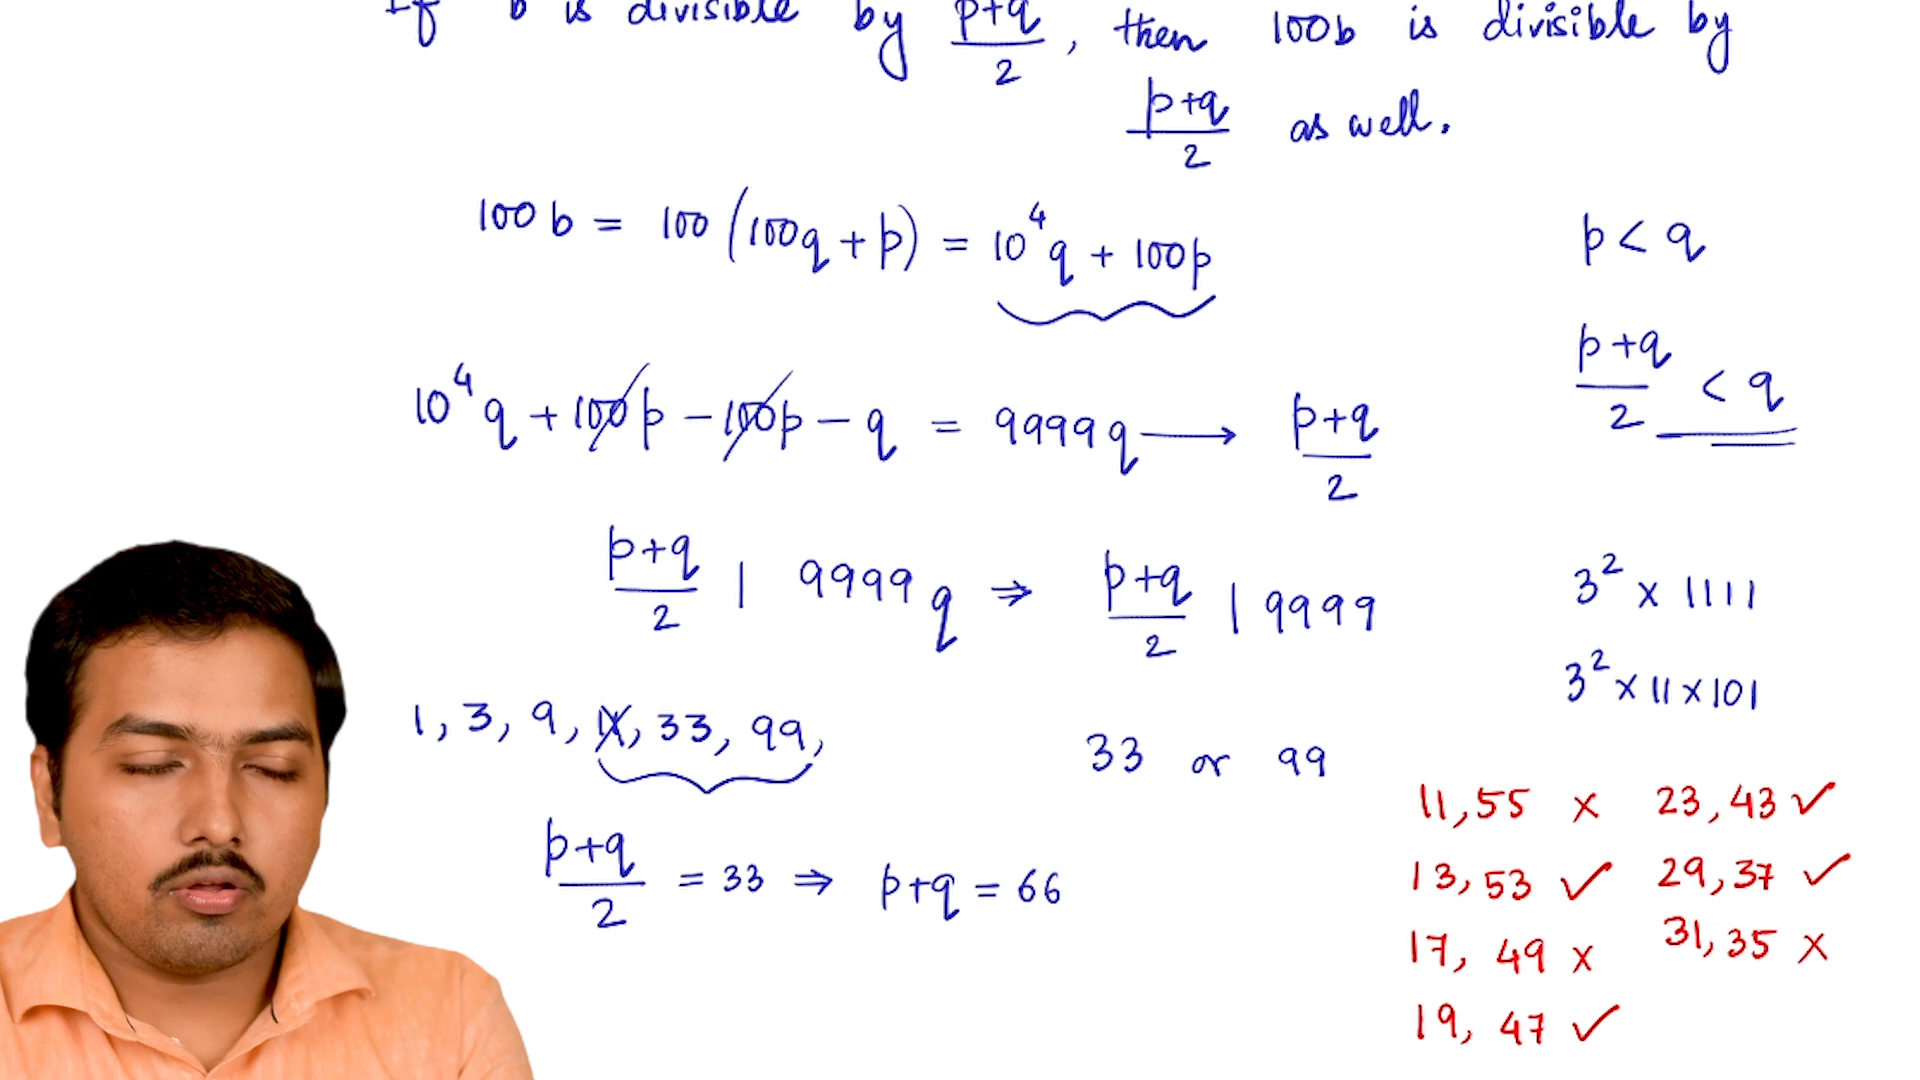 If b is divisible by (p+q)/2, then 100b is divisible by
(p+q)/2 as well.
100b = 100(100q + p) = 10⁴q + 100p
p < q
(p+q)/2 < q
10⁴q + 100p − 100p − q = 9999q ⟶ (p+q)/2
(p+q)/2 | 9999q ⇒ (p+q)/2 | 9999
3² × 1111
3² × 11 × 101
1, 3, 9, 11, 33, 99,
33 or 99
(p+q)/2 = 33 ⇒ p+q = 66
11, 55 × 23, 43 ✓
13, 53 ✓ 29, 37 ✓
17, 49 × 31, 35 ×
19, 47 ✓